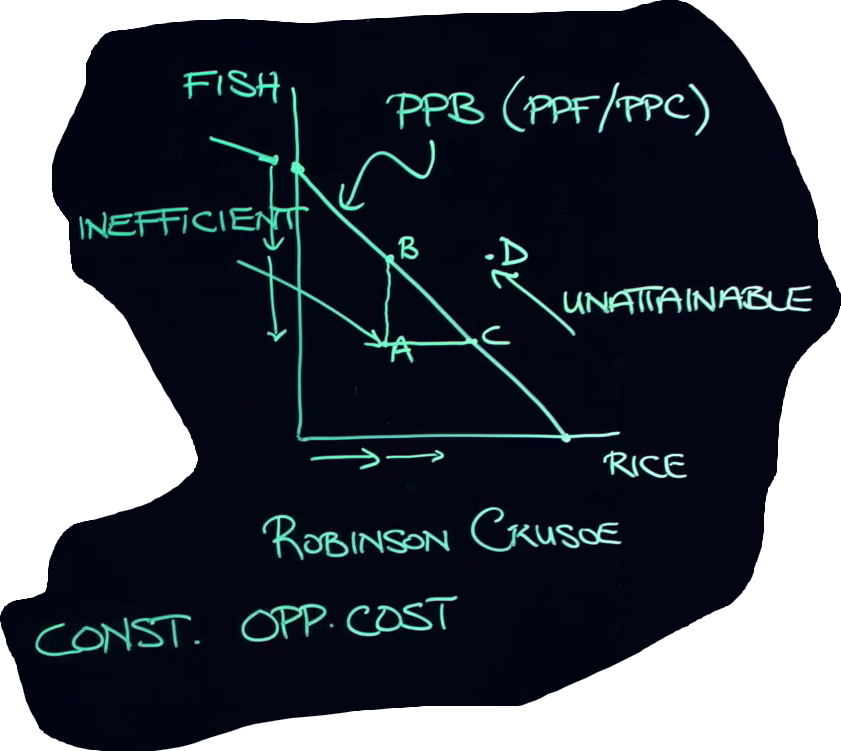 FISH
PPB (PPF/PPC)
INEFFICIENT
B
.D
UNATTAINABLE
A
C
RICE
ROBINSON CRUSOE
CONST. OPP. COST